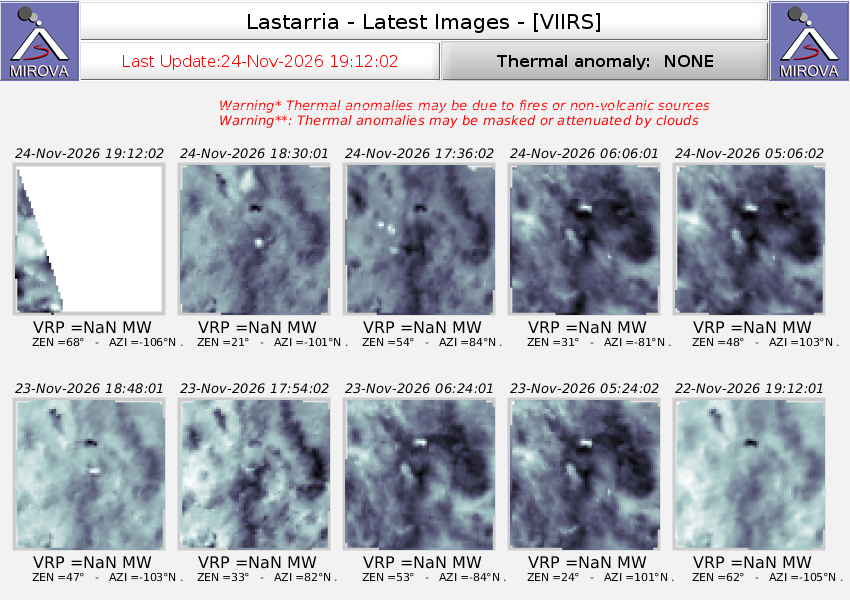 Lastarria - Latest Images - [VIIRS]
MIROVA
MIROVA
Last Update:24-Nov-2026 19:12:02
Thermal anomaly: NONE
Warning* Thermal anomalies may be due to fires or non-volcanic sources
Warning**: Thermal anomalies may be masked or attenuated by clouds
24-Nov-2026 19:12:02
24-Nov-2026 18:30:01
24-Nov-2026 17:36:02
24-Nov-2026 06:06:01
24-Nov-2026 05:06:02
VRP =NaN MW
VRP =NaN MW
VRP =NaN MW
VRP =NaN MW
VRP =NaN MW
ZEN =68° - AZI =-106°N .
ZEN =21° - AZI =-101°N .
ZEN =54° - AZI =84°N .
ZEN =31° - AZI =-81°N .
ZEN =48° - AZI =103°N .
23-Nov-2026 18:48:01
23-Nov-2026 17:54:02
23-Nov-2026 06:24:01
23-Nov-2026 05:24:02
22-Nov-2026 19:12:01
VRP =NaN MW
VRP =NaN MW
VRP =NaN MW
VRP =NaN MW
VRP =NaN MW
ZEN =47° - AZI =-103°N .
ZEN =33° - AZI =82°N .
ZEN =53° - AZI =-84°N .
ZEN =24° - AZI =101°N .
ZEN =62° - AZI =-105°N .